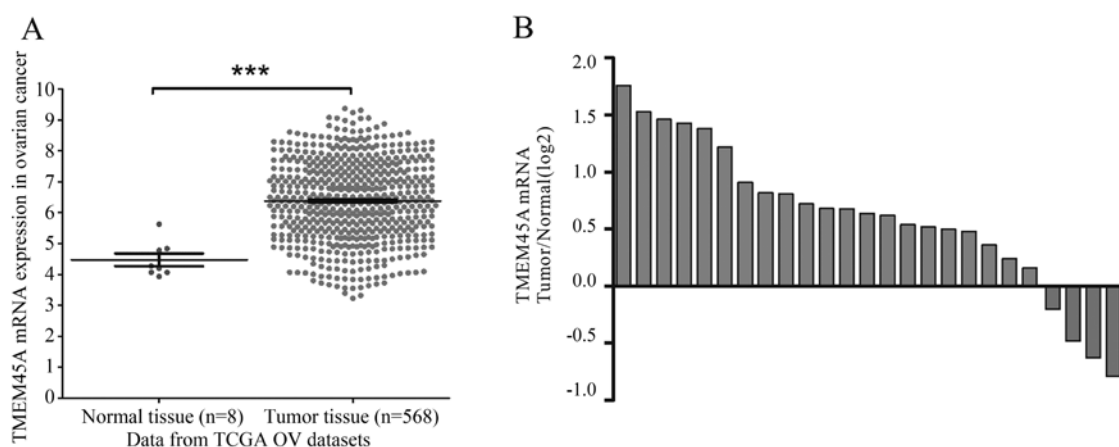 A
TMEM45A mRNA expression in ovarian cancer
***
10
9
8
7
6
5
4
3
2
1
0
Normal tissue (n=8)
Tumor tissue (n=568)
Data from TCGA OV datasets
B
TMEM45A mRNA
Tumor/Normal(log2)
2.0
1.5
1.0
0.5
0.0
-0.5
-1.0